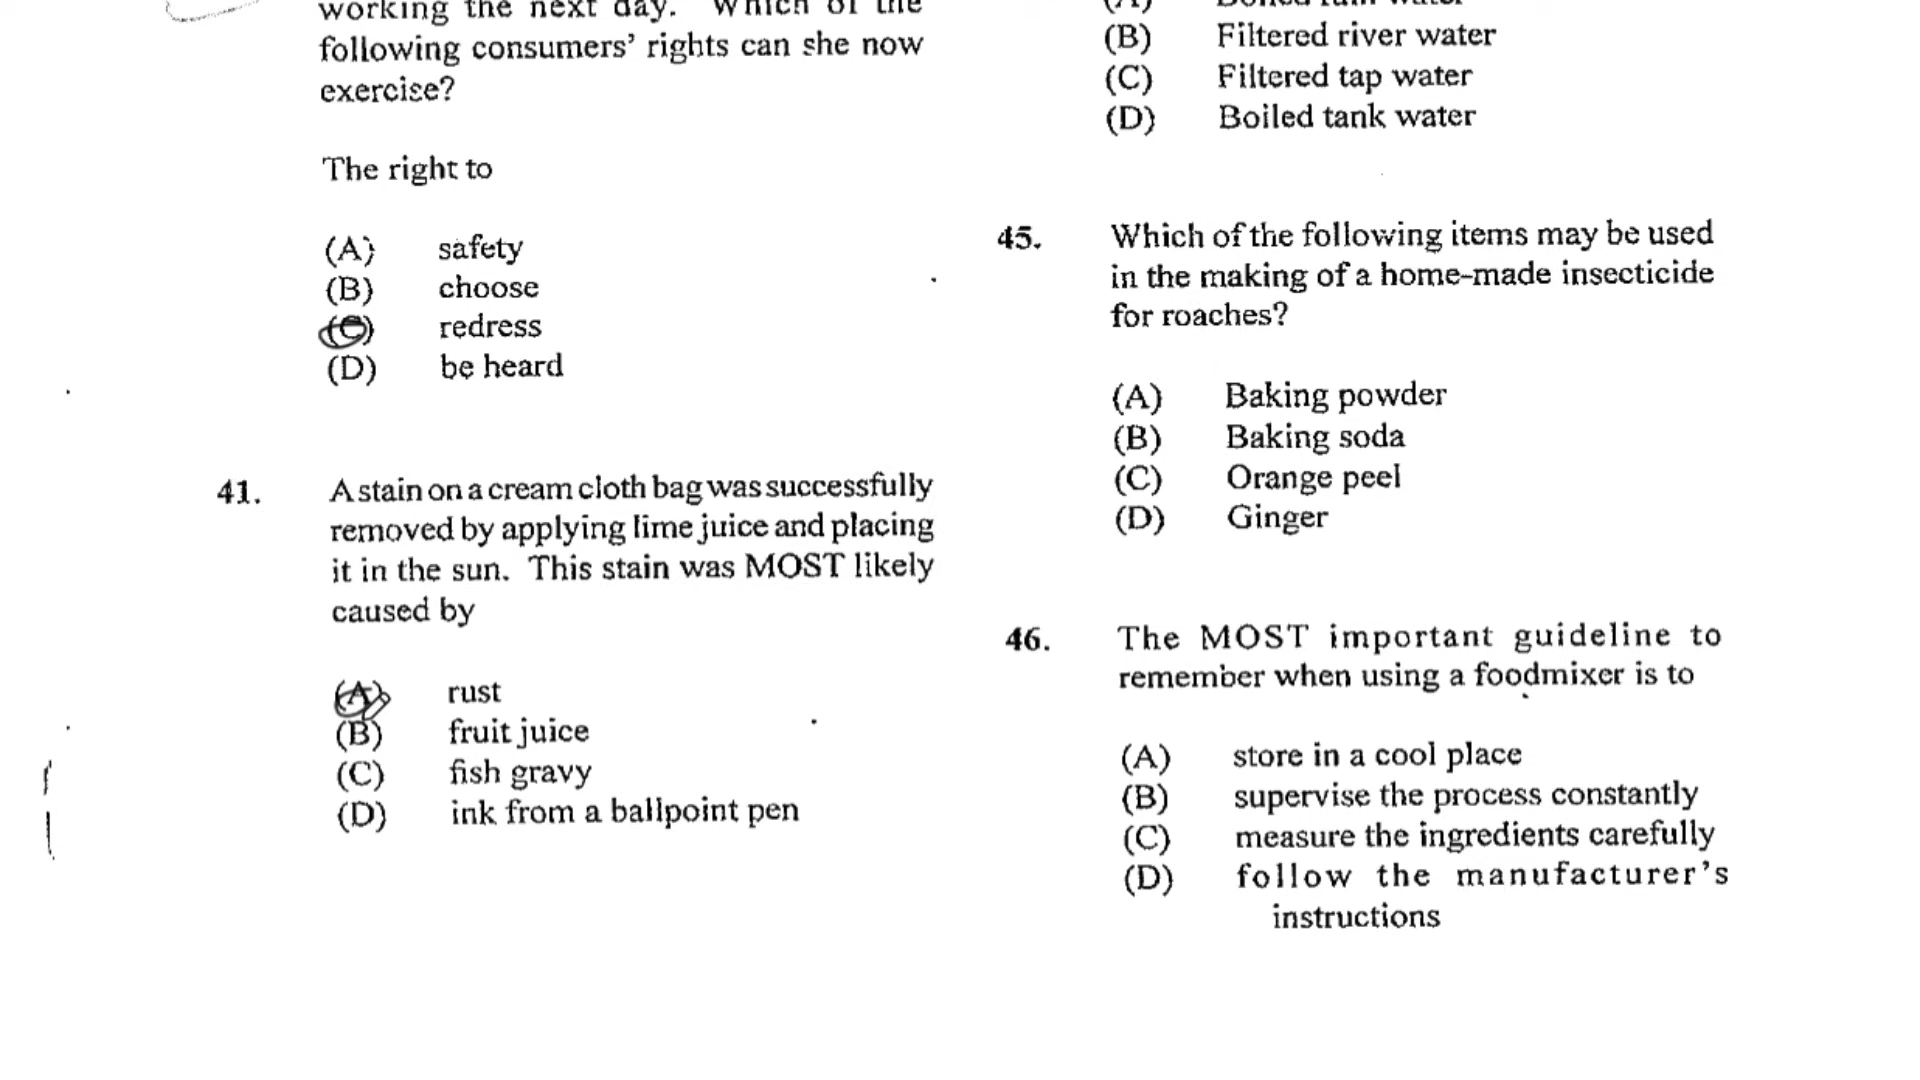 working the next day. Which of the
following consumers' rights can she now
exercise?
The right to
(A) safety
(B) choose
(C) redress
(D) be heard
41. A stain on a cream cloth bag was successfully
removed by applying lime juice and placing
it in the sun. This stain was MOST likely
caused by
(A) rust
(B) fruit juice
(C) fish gravy
(D) ink from a ballpoint pen
(A) Boiled rain water
(B) Filtered river water
(C) Filtered tap water
(D) Boiled tank water
45. Which of the following items may be used
in the making of a home-made insecticide
for roaches?
(A) Baking powder
(B) Baking soda
(C) Orange peel
(D) Ginger
46. The MOST important guideline to
remember when using a foodmixer is to
(A) store in a cool place
(B) supervise the process constantly
(C) measure the ingredients carefully
(D) follow the manufacturer's
instructions